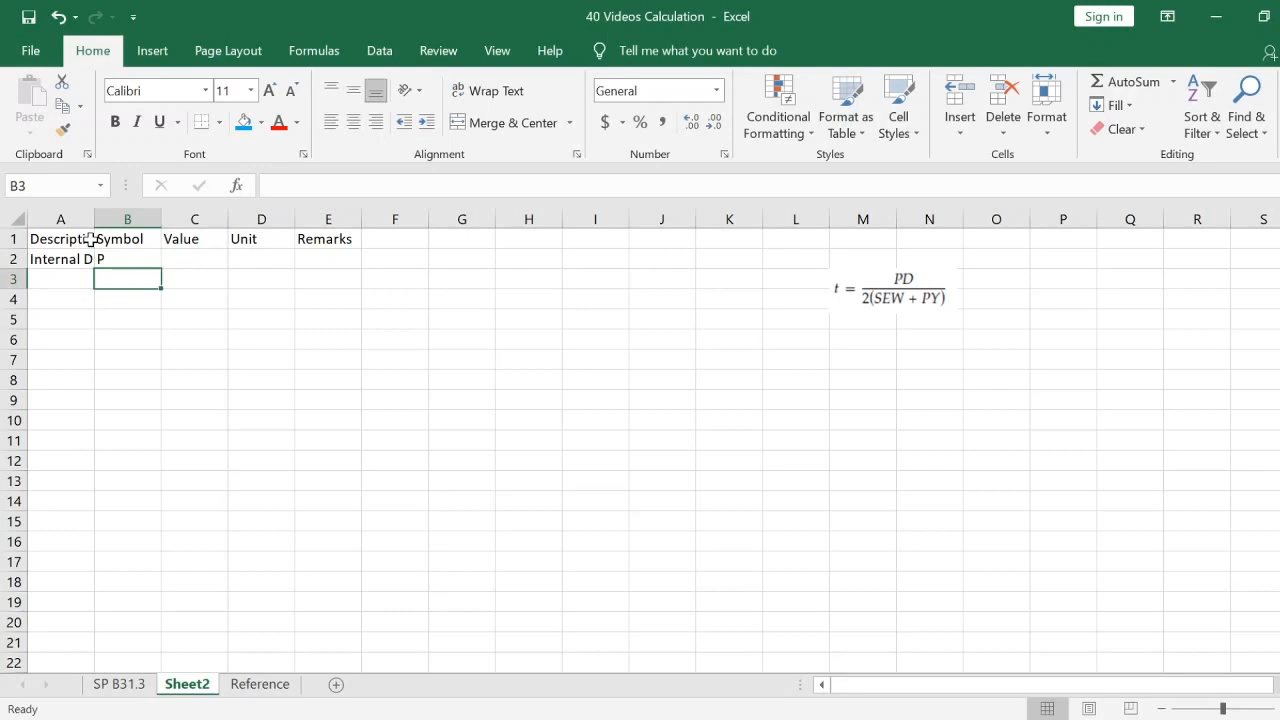 40 Videos Calculation - Excel
Sign in
File Home Insert Page Layout Formulas Data Review View Help Tell me what you want to do
Paste
Calibri 11 A A
B I U A
ab Wrap Text
Merge & Center
General
$ % , .0 .00 .00 .0
Conditional Formatting
Format as Table
Cell Styles
Insert
Delete
Format
AutoSum
Fill
Clear
A Z Sort & Filter
Find & Select
Clipboard Font Alignment Number Styles Cells Editing
B3 fx
A B C D E F G H I J K L M N O P Q R S
1 Descripti Symbol Value Unit Remarks
2 Internal D P
3
t = PD / 2(SEW + PY)
4
5
6
7
8
9
10
11
12
13
14
15
16
17
18
19
20
21
22
SP B31.3 Sheet2 Reference
Ready